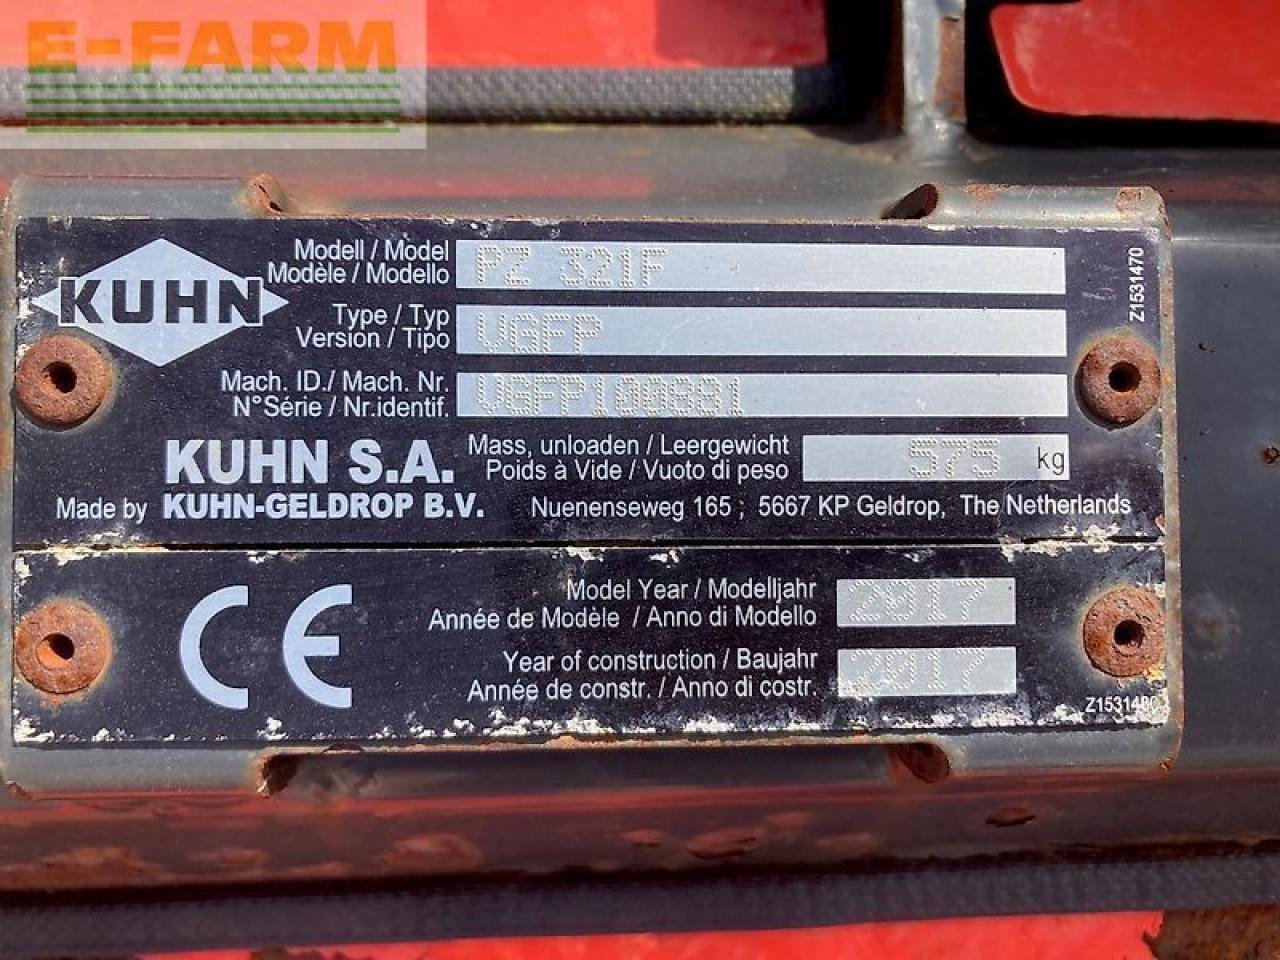 E-FARM
KUHN
Modell / Model
Modèle / Modello
PZ 321F
Type / Typ
Version / Tipo
VGFP
Mach. ID./ Mach. Nr.
N°Série / Nr.identif.
VGFP100881
KUHN S.A.
Mass, unloaden / Leergewicht
Poids à Vide / Vuoto di peso
575 kg
Made by KUHN-GELDROP B.V.
Nuenenseweg 165 ; 5667 KP Geldrop, The Netherlands
Z1531470
CE
Model Year / Modelljahr
Année de Modèle / Anno di Modello
2017
Year of construction / Baujahr
Année de constr. / Anno di costr.
2017